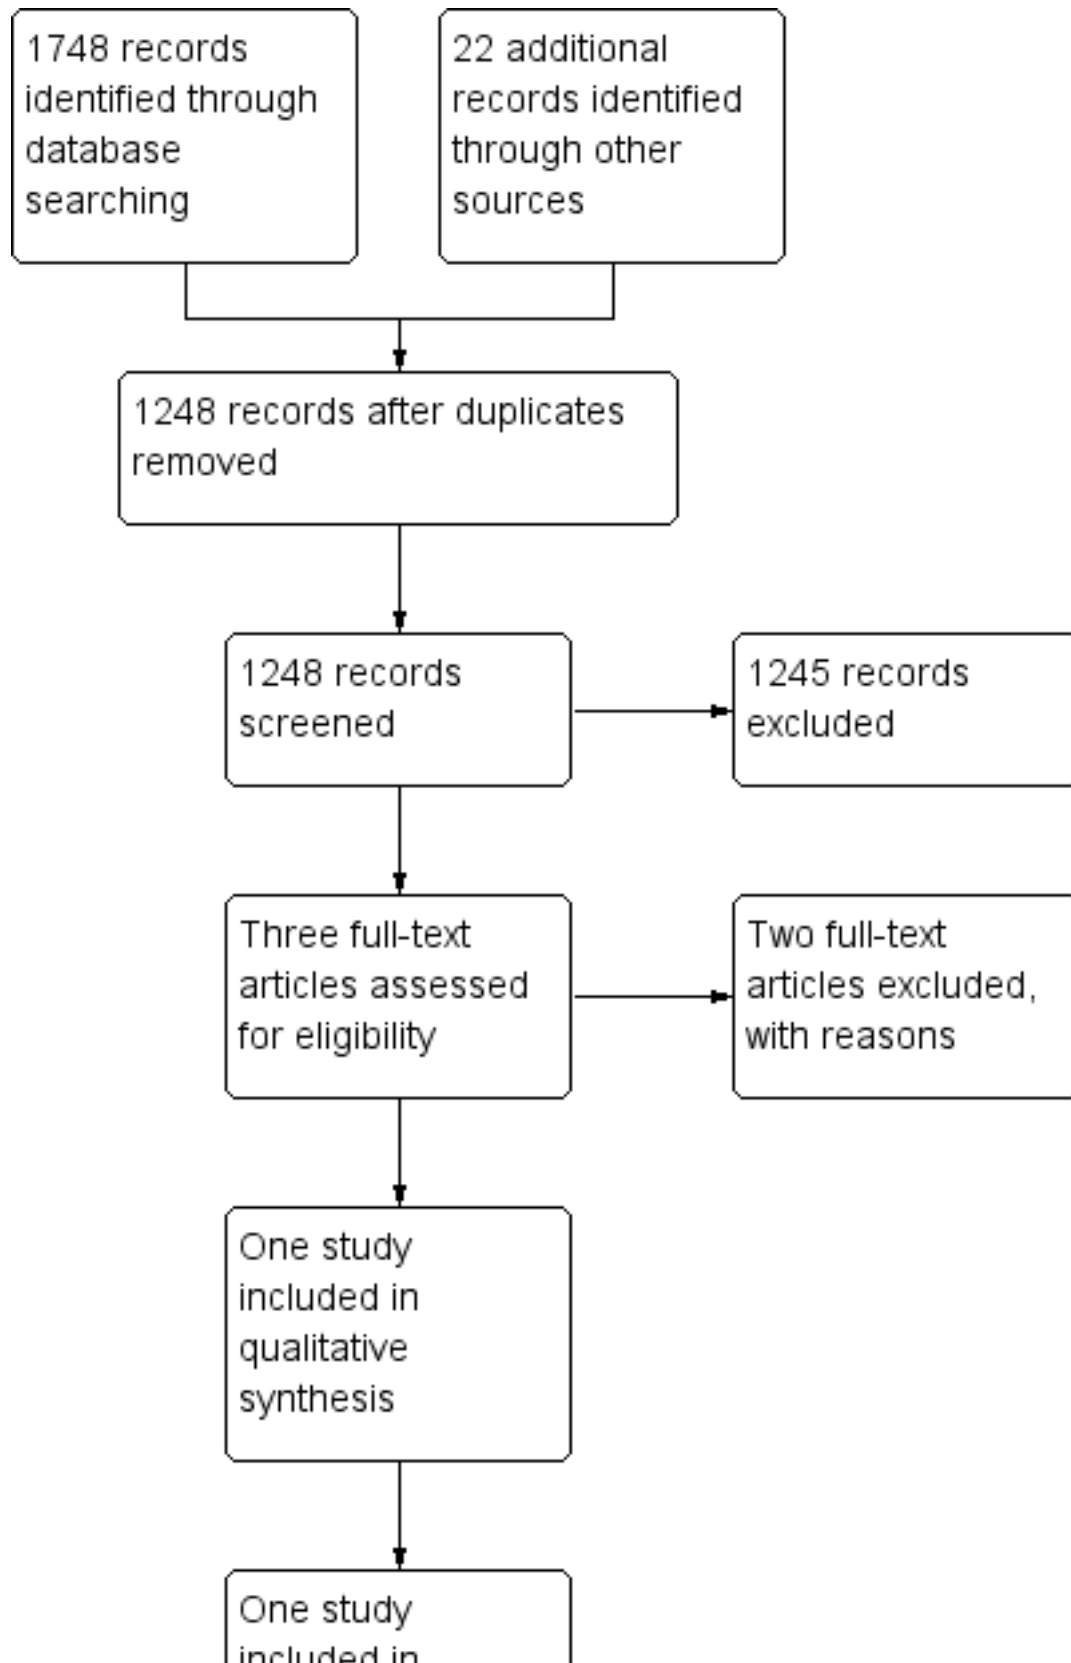 1748 records
identified through
database
searching
22 additional
records identified
through other
sources
1248 records after duplicates
removed
1248 records
screened
1245 records
excluded
Three full-text
articles assessed
for eligibility
Two full-text
articles excluded,
with reasons
One study
included in
qualitative
synthesis
One study
included in